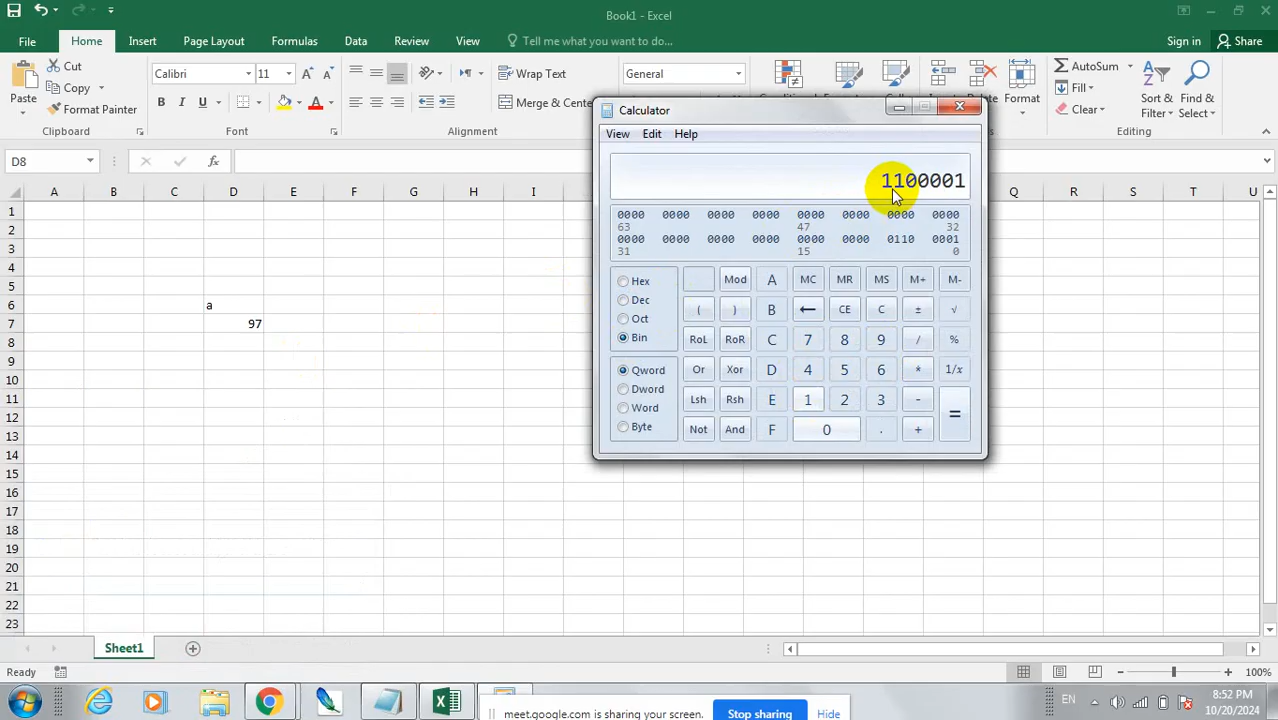 Book1 - Excel
File Home Insert Page Layout Formulas Data Review View Tell me what you want to do... Sign in Share
Paste
Cut
Copy
Format Painter
Clipboard
Calibri 11
B I U
Font
Wrap Text
Merge & Cente
Alignment
General
Format
AutoSum
Fill
Clear
Sort & Filter
Find & Select
Editing
D8
fx
A B C D E F G H I Q R S T U
1
2
3
4
5
6 a
7 97
8
9
10
11
12
13
14
15
16
17
18
19
20
21
22
23
Calculator
View Edit Help
1100001
0000 0000 0000 0000 0000 0000 0000 0000
63 47 32
0000 0000 0000 0000 0000 0000 0110 0001
31 15 0
Hex Mod A MC MR MS M+ M-
Dec ( ) B ← CE C ± √
Oct
Bin RoL RoR C 7 8 9 / %
Qword Or Xor D 4 5 6 * 1/x
Dword
Word Lsh Rsh E 1 2 3 - =
Byte Not And F 0 . +
Sheet1
Ready 100%
meet.google.com is sharing your screen. Stop sharing Hide
EN
8:52 PM
10/20/2024